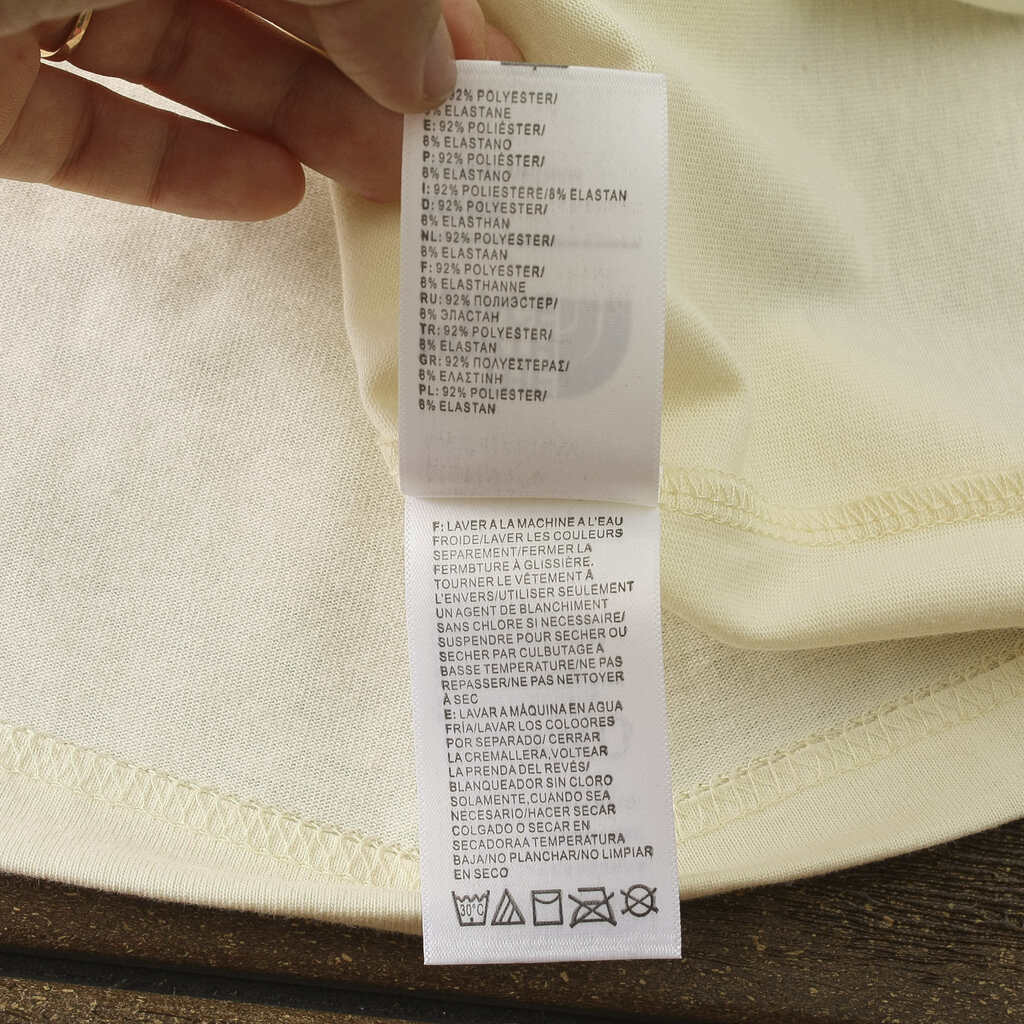 92% POLYESTER/
% ELASTANE
E: 92% POLIÉSTER/
8% ELASTANO
P: 92% POLIÉSTER/
8% ELASTANO
I: 92% POLIESTERE/8% ELASTAN
D: 92% POLYESTER/
8% ELASTHAN
NL: 92% POLYESTER/
8% ELASTAAN
F: 92% POLYESTER/
8% ELASTHANNE
RU: 92% ПОЛИЭСТЕР/
8% ЭЛАСТАН
TR: 92% POLYESTER/
8% ELASTAN
GR: 92% ΠΟΛΥΕΣΤΕΡΑΣ/
8% ΕΛΑΣΤΙΝΗ
PL: 92% POLIESTER/
8% ELASTAN
F: LAVER A LA MACHINE A L'EAU
FROIDE/LAVER LES COULEURS
SEPAREMENT/FERMER LA
FERMBTURE À GLISSIÈRE.
TOURNER LE VÊTEMENT À
L'ENVERS/UTILISER SEULEMENT
UN AGENT DE BLANCHIMENT
SANS CHLORE SI NECESSAIRE/
SUSPENDRE POUR SECHER OU
SECHER PAR CULBUTAGE A
BASSE TEMPERATURE/NE PAS
REPASSER/NE PAS NETTOYER
À SEC
E: LAVAR A MÁQUINA EN AGUA
FRÍA/LAVAR LOS COLOORES
POR SEPARADO/ CERRAR
LA CREMALLERA,VOLTEAR
LA PRENDA DEL REVÉS/
BLANQUEADOR SIN CLORO
SOLAMENTE,CUANDO SEA
NECESARIO/HACER SECAR
COLGADO O SECAR EN
SECADORA A TEMPERATURA
BAJA/NO PLANCHAR/NO LIMPIAR
EN SECO
30°C